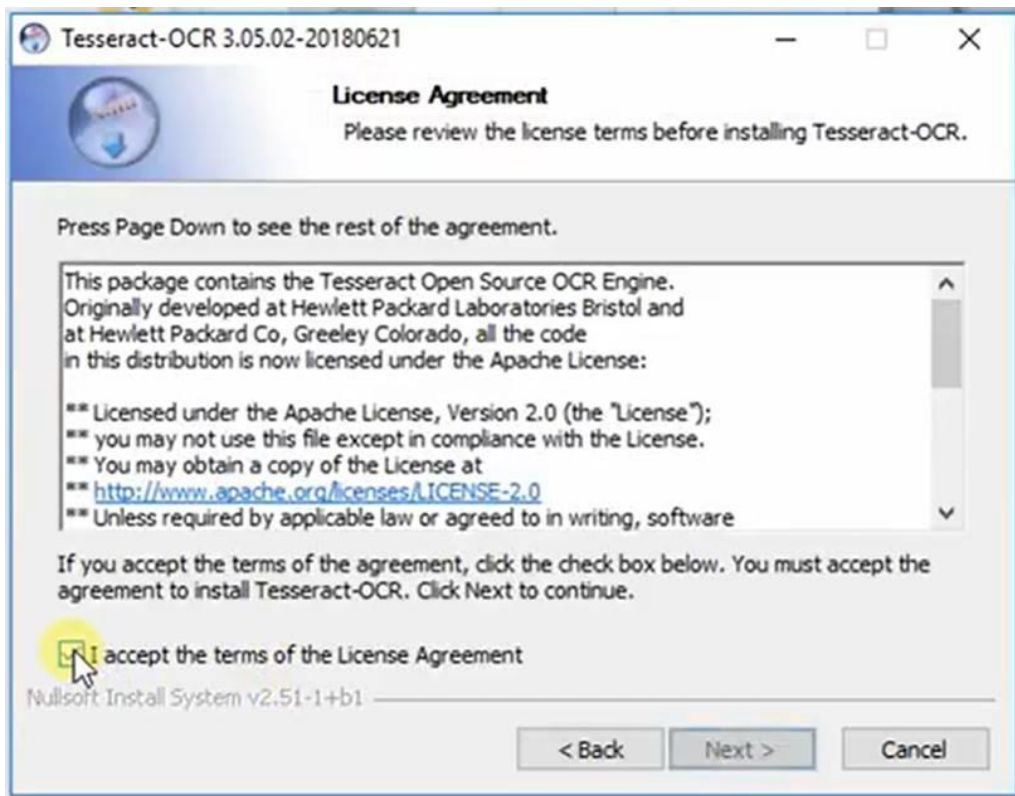 Tesseract-OCR 3.05.02-20180621
License Agreement
Please review the license terms before installing Tesseract-OCR.
Press Page Down to see the rest of the agreement.
This package contains the Tesseract Open Source OCR Engine.
Originally developed at Hewlett Packard Laboratories Bristol and
at Hewlett Packard Co, Greeley Colorado, all the code
in this distribution is now licensed under the Apache License:
** Licensed under the Apache License, Version 2.0 (the "License");
** you may not use this file except in compliance with the License.
** You may obtain a copy of the License at
** http://www.apache.org/licenses/LICENSE-2.0
** Unless required by applicable law or agreed to in writing, software
If you accept the terms of the agreement, click the check box below. You must accept the
agreement to install Tesseract-OCR. Click Next to continue.
I accept the terms of the License Agreement
Nullsoft Install System v2.51-1+b1
< Back Next > Cancel